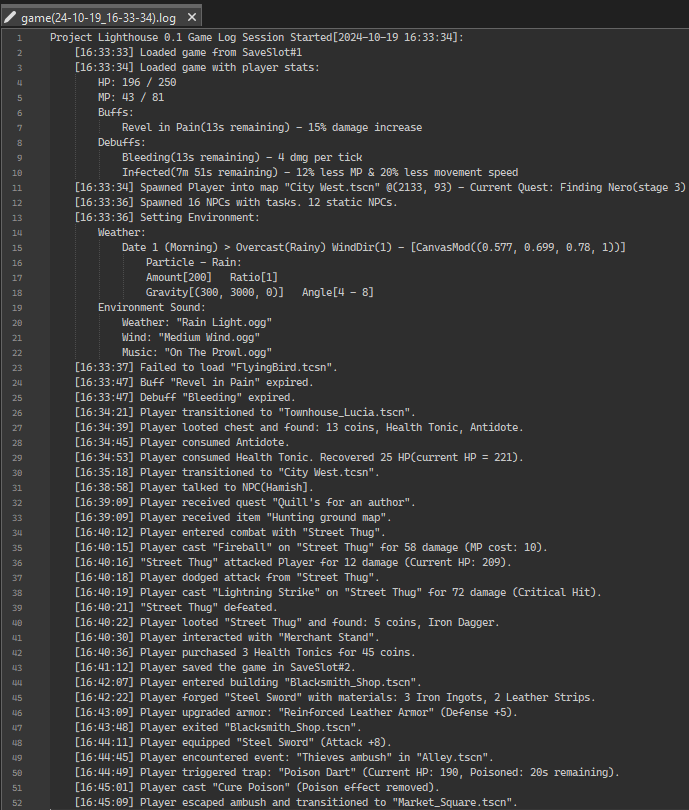 game(24-10-19_16-33-34).log
1 Project Lighthouse 0.1 Game Log Session Started[2024-10-19 16:33:34]:
2 [16:33:33] Loaded game from SaveSlot#1
3 [16:33:34] Loaded game with player stats:
4 HP: 196 / 250
5 MP: 43 / 81
6 Buffs:
7 Revel in Pain(13s remaining) - 15% damage increase
8 Debuffs:
9 Bleeding(13s remaining) - 4 dmg per tick
10 Infected(7m 51s remaining) - 12% less MP & 20% less movement speed
11 [16:33:34] Spawned Player into map "City West.tscn" @(2133, 93) - Current Quest: Finding Nero(stage 3)
12 [16:33:36] Spawned 16 NPCs with tasks. 12 static NPCs.
13 [16:33:36] Setting Environment:
14 Weather:
15 Date 1 (Morning) > Overcast(Rainy) WindDir(1) - [CanvasMod((0.577, 0.699, 0.78, 1))]
16 Particle - Rain:
17 Amount[200] Ratio[1]
18 Gravity[(300, 3000, 0)] Angle[4 - 8]
19 Environment Sound:
20 Weather: "Rain Light.ogg"
21 Wind: "Medium Wind.ogg"
22 Music: "On The Prowl.ogg"
23 [16:33:37] Failed to load "FlyingBird.tcsn".
24 [16:33:47] Buff "Revel in Pain" expired.
25 [16:33:47] Debuff "Bleeding" expired.
26 [16:34:21] Player transitioned to "Townhouse_Lucia.tscn".
27 [16:34:39] Player looted chest and found: 13 coins, Health Tonic, Antidote.
28 [16:34:45] Player consumed Antidote.
29 [16:34:53] Player consumed Health Tonic. Recovered 25 HP(current HP = 221).
30 [16:35:18] Player transitioned to "City West.tcsn".
31 [16:38:58] Player talked to NPC[Hamish].
32 [16:39:09] Player received quest "Quill's for an author".
33 [16:39:09] Player received item "Hunting ground map".
34 [16:40:12] Player entered combat with "Street Thug".
35 [16:40:15] Player cast "Fireball" on "Street Thug" for 58 damage (MP cost: 10).
36 [16:40:16] "Street Thug" attacked Player for 12 damage (Current HP: 209).
37 [16:40:18] Player dodged attack from "Street Thug".
38 [16:40:19] Player cast "Lightning Strike" on "Street Thug" for 72 damage (Critical Hit).
39 [16:40:21] "Street Thug" defeated.
40 [16:40:22] Player looted "Street Thug" and found: 5 coins, Iron Dagger.
41 [16:40:30] Player interacted with "Merchant Stand".
42 [16:40:36] Player purchased 3 Health Tonics for 45 coins.
43 [16:41:12] Player saved the game in SaveSlot#2.
44 [16:42:07] Player entered building "Blacksmith_Shop.tscn".
45 [16:42:22] Player forged "Steel Sword" with materials: 3 Iron Ingots, 2 Leather Strips.
46 [16:43:09] Player upgraded armor: "Reinforced Leather Armor" (Defense +5).
47 [16:43:48] Player exited "Blacksmith_Shop.tscn".
48 [16:44:11] Player equipped "Steel Sword" (Attack +8).
49 [16:44:45] Player encountered event: "Thieves ambush" in "Alley.tscn".
50 [16:44:49] Player triggered trap: "Poison Dart" (Current HP: 190, Poisoned: 20s remaining).
51 [16:45:01] Player cast "Cure Poison" (Poison effect removed).
52 [16:45:09] Player escaped ambush and transitioned to "Market_Square.tscn".